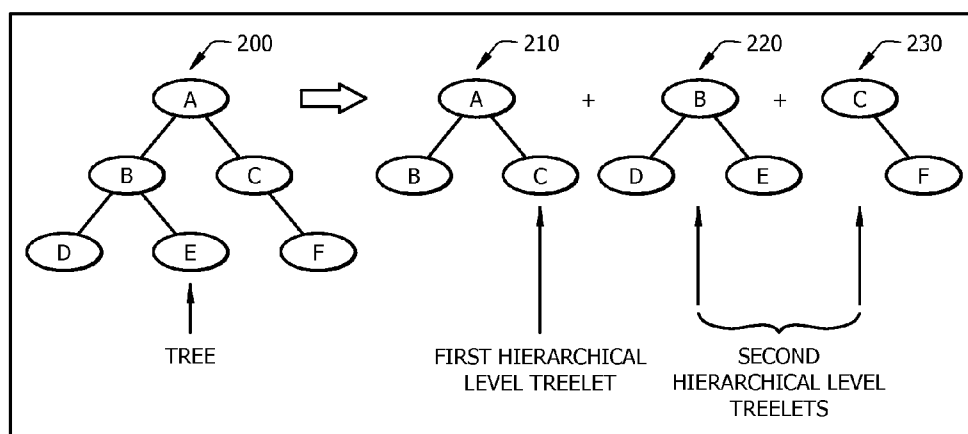 200 210 220 230
A A + B + C
B C B C D E F
D E F
TREE
FIRST HIERARCHICAL
LEVEL TREELET
SECOND
HIERARCHICAL LEVEL
TREELETS